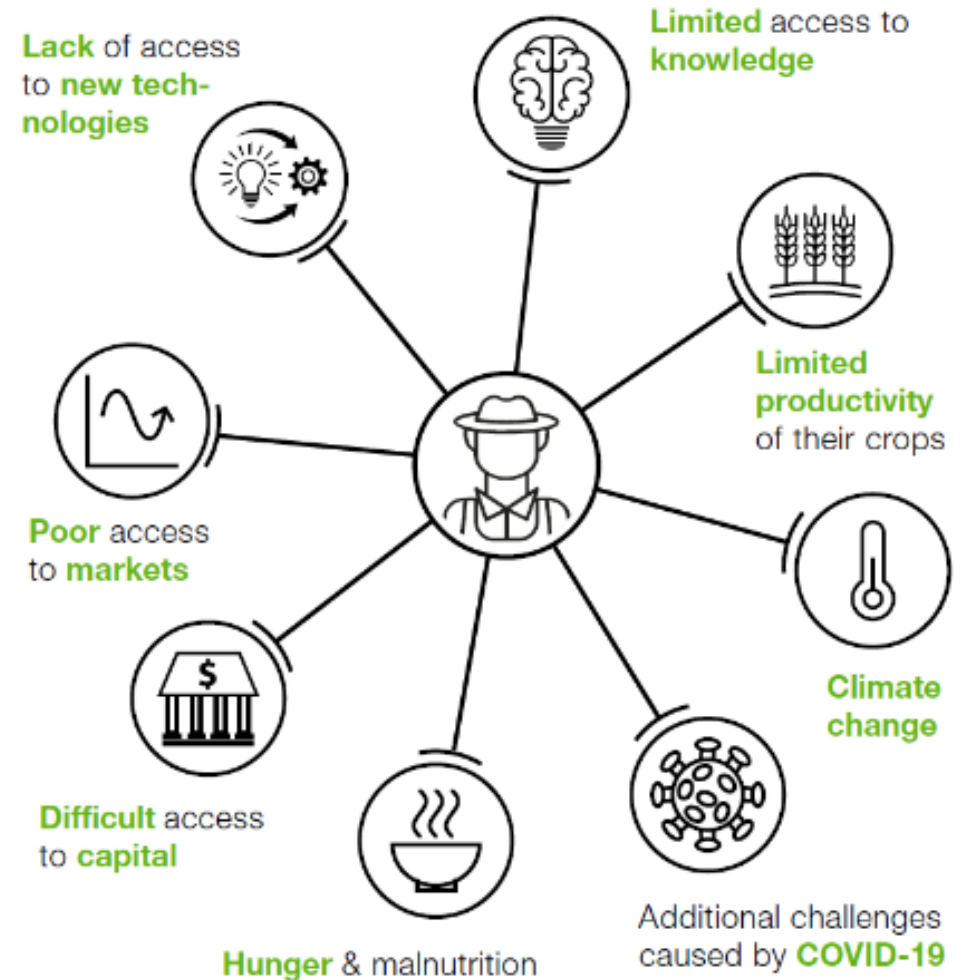 Lack of access
to new tech-
nologies
Limited access to
knowledge
Limited
productivity
of their crops
Poor access
to markets
$
Climate
change
Difficult access
to capital
Additional challenges
caused by COVID-19
Hunger & malnutrition